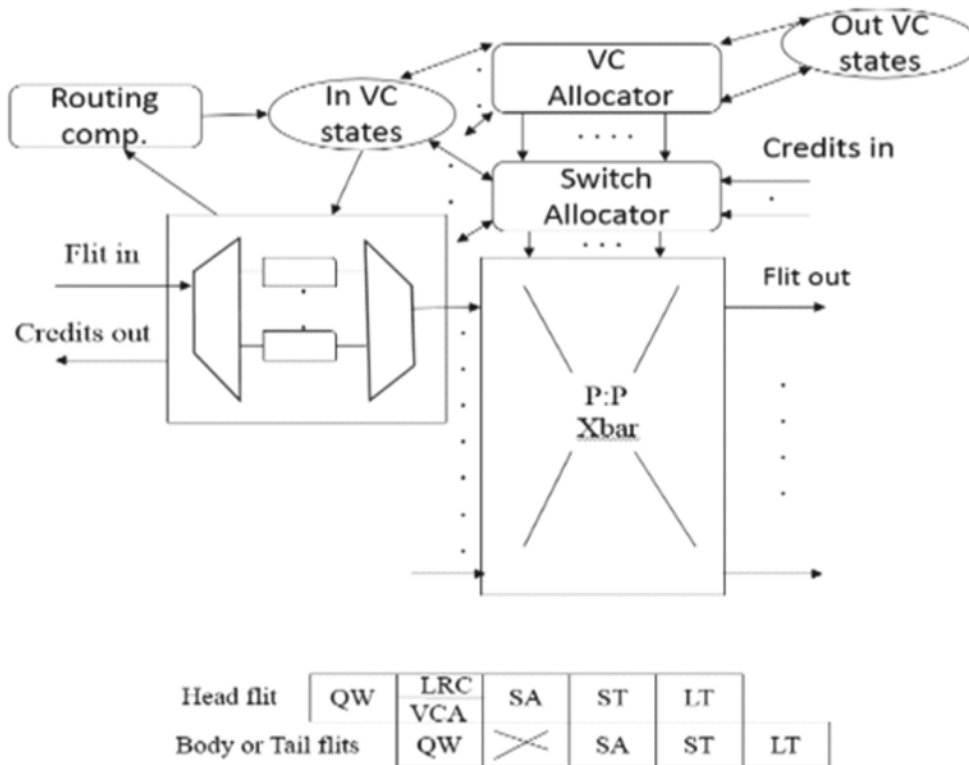 Out VC
states
VC
Allocator
Routing
comp.
In VC
states
Credits in
Switch
Allocator
Flit in
Flit out
Credits out
P:P
Xbar
Head flit QW LRC SA ST LT
VCA
Body or Tail flits QW SA ST LT